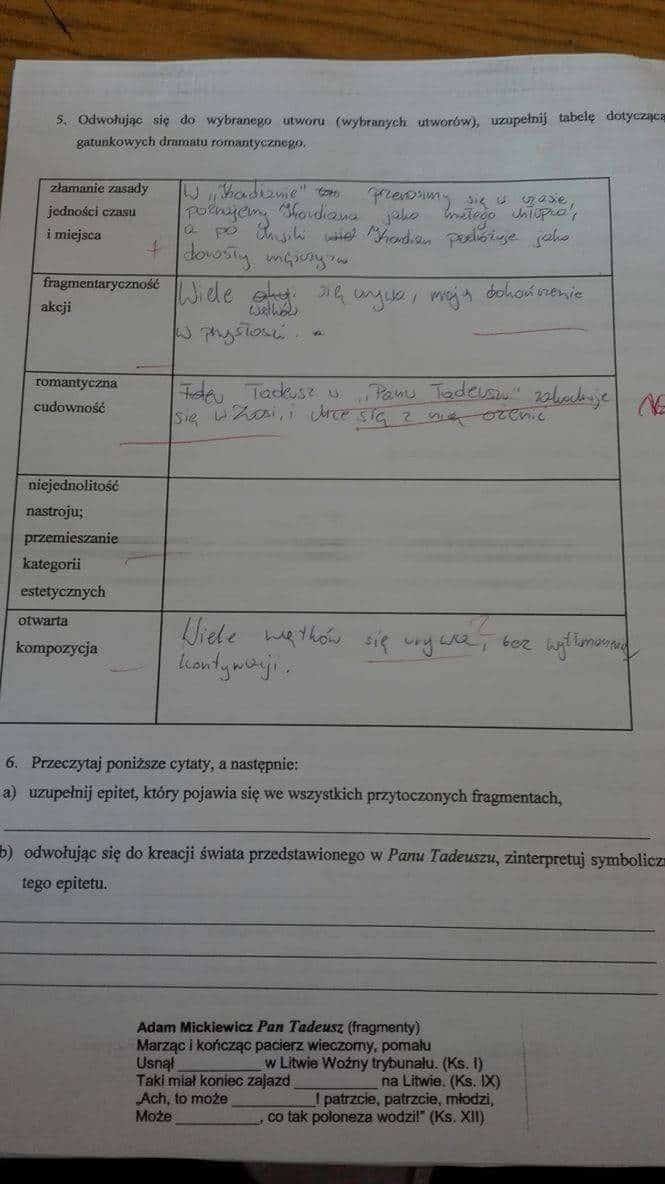 5. Odwołując się do wybranego utworu (wybranych utworów), uzupełnij tabelę dotyczącą
gatunkowych dramatu romantycznego.
złamanie zasady
jedności czasu
i miejsca
W „Kordianie" przenosimy się w czasie,
poznajemy Kordiana jako małego chłopca,
a po chwili Kordian podróżuje jako
dorosły mężczyzna
+
fragmentaryczność
akcji
Wiele wątków się urywa, mają dokończenie
w przyszłości.
romantyczna
cudowność
Tadeusz w „Panu Tadeuszu" zakochuje
się w Zosi, i chce się z nią ożenić
niejednolitość
nastroju;
przemieszanie
kategorii
estetycznych
otwarta
kompozycja
Wiele wątków się urywa, bez
kontynuacji.
?
6. Przeczytaj poniższe cytaty, a następnie:
a) uzupełnij epitet, który pojawia się we wszystkich przytoczonych fragmentach,
b) odwołując się do kreacji świata przedstawionego w Panu Tadeuszu, zinterpretuj symbolicz
tego epitetu.
Adam Mickiewicz Pan Tadeusz (fragmenty)
Marząc i kończąc pacierz wieczorny, pomału
Usnął __________ w Litwie Woźny trybunału. (Ks. I)
Taki miał koniec zajazd __________ na Litwie. (Ks. IX)
„Ach, to może __________! patrzcie, patrzcie, młodzi,
Może __________, co tak poloneza wodzi!" (Ks. XII)